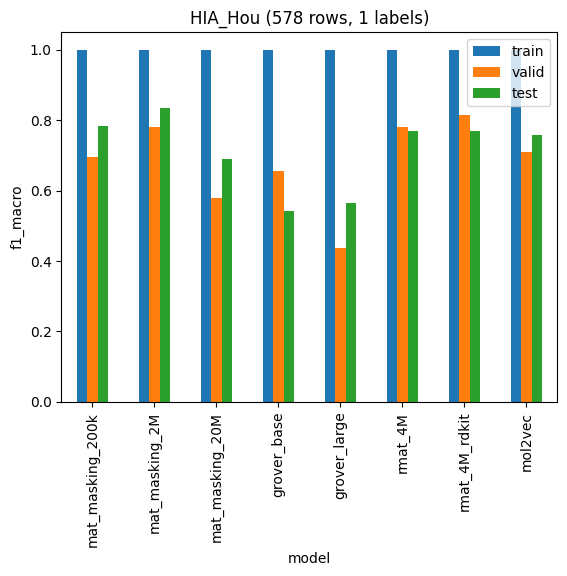 HIA_Hou (578 rows, 1 labels)
train
valid
test
1.0
0.8
0.6
0.4
0.2
0.0
f1_macro
mat_masking_200k
mat_masking_2M
mat_masking_20M
grover_base
grover_large
rmat_4M
rmat_4M_rdkit
mol2vec
model